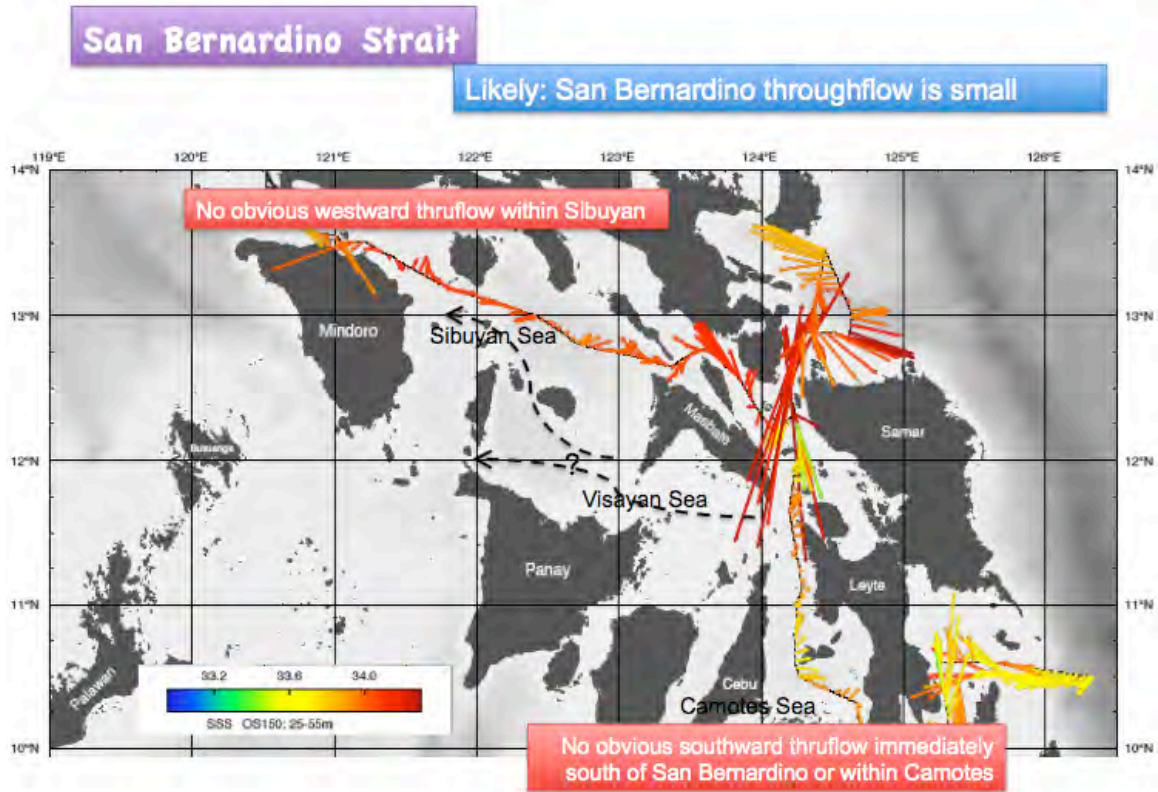 San Bernardino Strait
Likely: San Bernardino throughflow is small
119°E 120°E 121°E 122°E 123°E 124°E 125°E 126°E
14°N 14°N
No obvious westward thruflow within Sibuyan
13°N 13°N
Mindoro
Sibuyan Sea
Masbate
Samar
Busuanga
12°N 12°N
?
Visayan Sea
Panay
Leyte
11°N 11°N
Palawan
33.2 33.6 34.0
SSS OS150: 25-55m
Cebu
Camotes Sea
10°N 10°N
No obvious southward thruflow immediately
south of San Bernardino or within Camotes